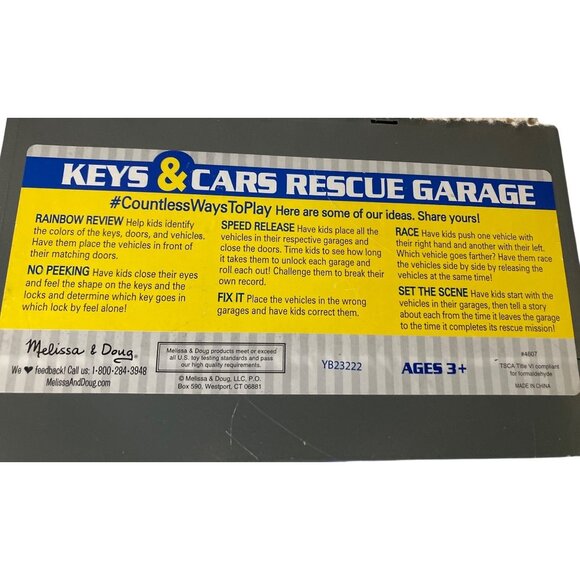 KEYS & CARS RESCUE GARAGE
#CountlessWaysToPlay Here are some of our ideas. Share yours!
RAINBOW REVIEW Help kids identify
the colors of the keys, doors, and vehicles.
Have them place the vehicles in front of
their matching doors.
NO PEEKING Have kids close their eyes
and feel the shape on the keys and the
locks and determine which key goes in
which lock by feel alone!
SPEED RELEASE Have kids place all the
vehicles in their respective garages and
close the doors. Time kids to see how long
it takes them to unlock each garage and
roll each out! Challenge them to break their
own record.
FIX IT Place the vehicles in the wrong
garages and have kids correct them.
RACE Have kids push one vehicle with
their right hand and another with their left.
Which vehicle goes farther? Have them race
the vehicles side by side by releasing the
vehicles at the same time!
SET THE SCENE Have kids start with the
vehicles in their garages, then tell a story
about each from the time it leaves the garage
to the time it completes its rescue mission!
Melissa & Doug®
We ♥ feedback! Call us: 1-800-284-3948
MelissaAndDoug.com
Melissa & Doug products meet or exceed
all U.S. toy testing standards and pass
our high quality requirements.
© Melissa & Doug, LLC, P.O.
Box 590, Westport, CT 06881
YB23222
AGES 3+
#4607
TSCA Title VI compliant
for formaldehyde
MADE IN CHINA